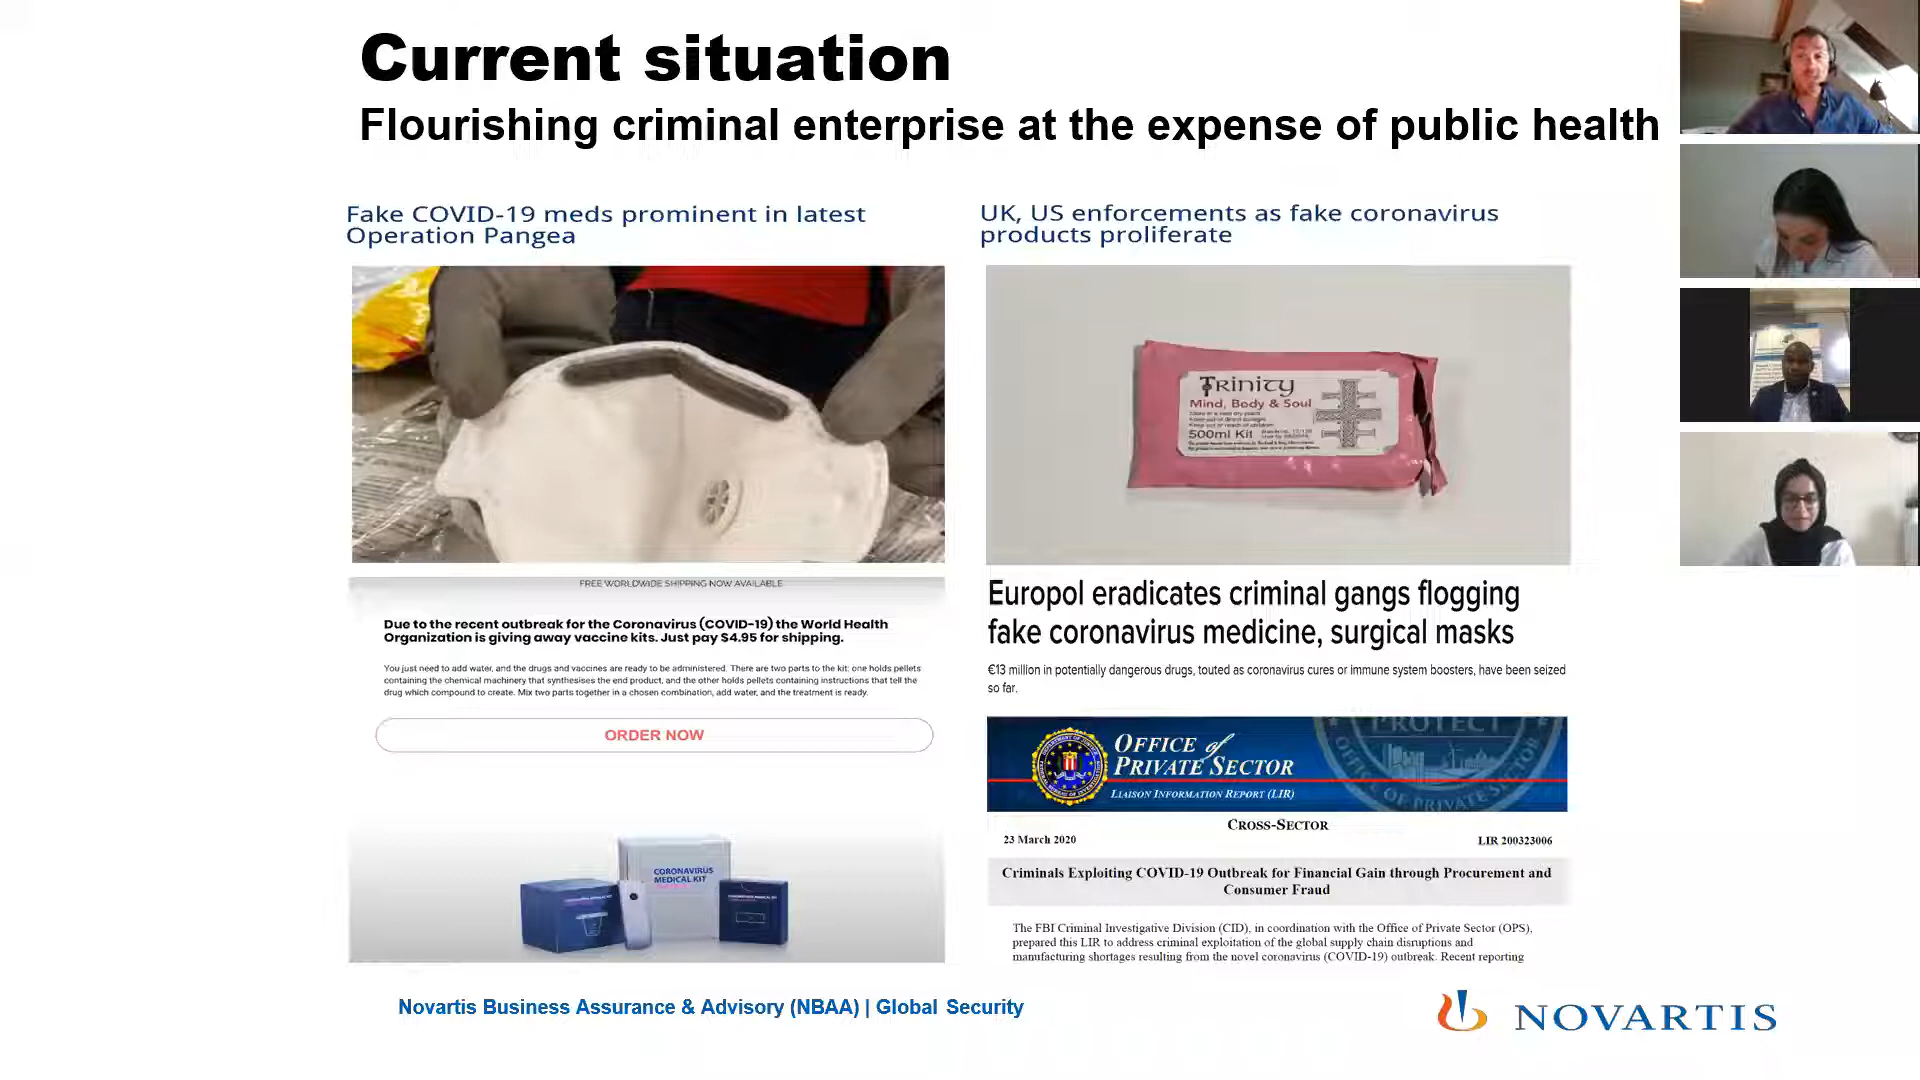 Current situation
Flourishing criminal enterprise at the expense of public health
Fake COVID-19 meds prominent in latest
Operation Pangea
FREE WORLDWIDE SHIPPING NOW AVAILABLE
Due to the recent outbreak for the Coronavirus (COVID-19) the World Health
Organization is giving away vaccine kits. Just pay $4.95 for shipping.
You just need to add water, and the drugs and vaccines are ready to be administered. There are two parts to the kit: one holds pellets
containing the chemical machinery that synthesises the end product, and the other holds pellets containing instructions that tell the
drug which compound to create. Mix two parts together in a chosen combination, add water, and the treatment is ready.
ORDER NOW
CORONAVIRUS
MEDICAL KIT
UK, US enforcements as fake coronavirus
products proliferate
Trinity
Mind, Body & Soul
Keep out of reach of children
500ml Kit
Europol eradicates criminal gangs flogging
fake coronavirus medicine, surgical masks
€13 million in potentially dangerous drugs, touted as coronavirus cures or immune system boosters, have been seized
so far.
OFFICE of
PRIVATE SECTOR
LIAISON INFORMATION REPORT (LIR)
PROTECT
OFFICE OF PRIVATE SECTOR
CROSS-SECTOR
23 March 2020
LIR 200323006
Criminals Exploiting COVID-19 Outbreak for Financial Gain through Procurement and
Consumer Fraud
The FBI Criminal Investigative Division (CID), in coordination with the Office of Private Sector (OPS),
prepared this LIR to address criminal exploitation of the global supply chain disruptions and
manufacturing shortages resulting from the novel coronavirus (COVID-19) outbreak. Recent reporting
Novartis Business Assurance & Advisory (NBAA) | Global Security
NOVARTIS